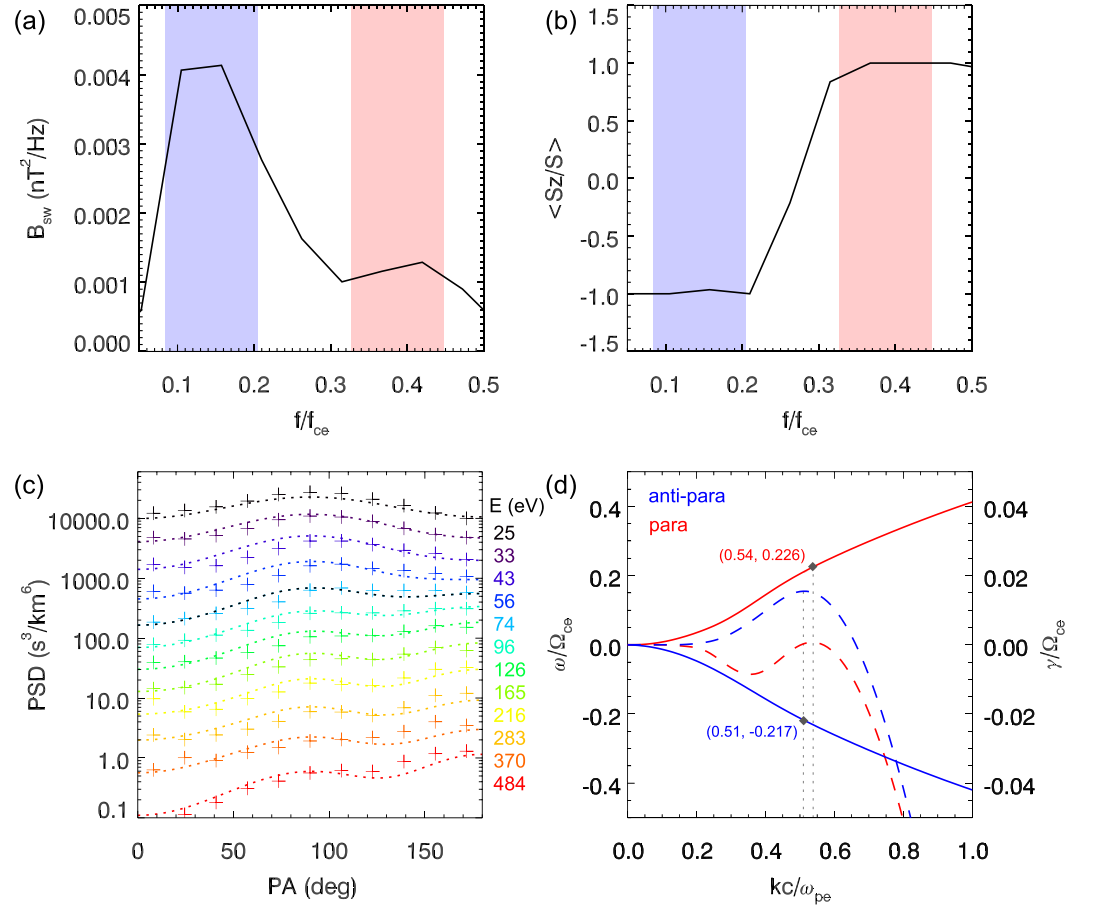 (a)
0.005
0.004
0.003
0.002
0.001
0.000
B_sw (nT^2/Hz)
0.1 0.2 0.3 0.4 0.5
f/f_ce
(b)
1.5
1.0
0.5
0.0
-0.5
-1.0
-1.5
<Sz/S>
0.1 0.2 0.3 0.4 0.5
f/f_ce
(c)
10000.0
1000.0
100.0
10.0
1.0
0.1
PSD (s^3/km^6)
0 50 100 150
PA (deg)
E (eV)
25
33
43
56
74
96
126
165
216
283
370
484
(d)
anti-para
para
(0.54, 0.226)
(0.51, -0.217)
0.4
0.2
0.0
-0.2
-0.4
ω/Ω_ce
0.04
0.02
0.00
-0.02
-0.04
γ/Ω_ce
0.0 0.2 0.4 0.6 0.8 1.0
kc/ω_pe